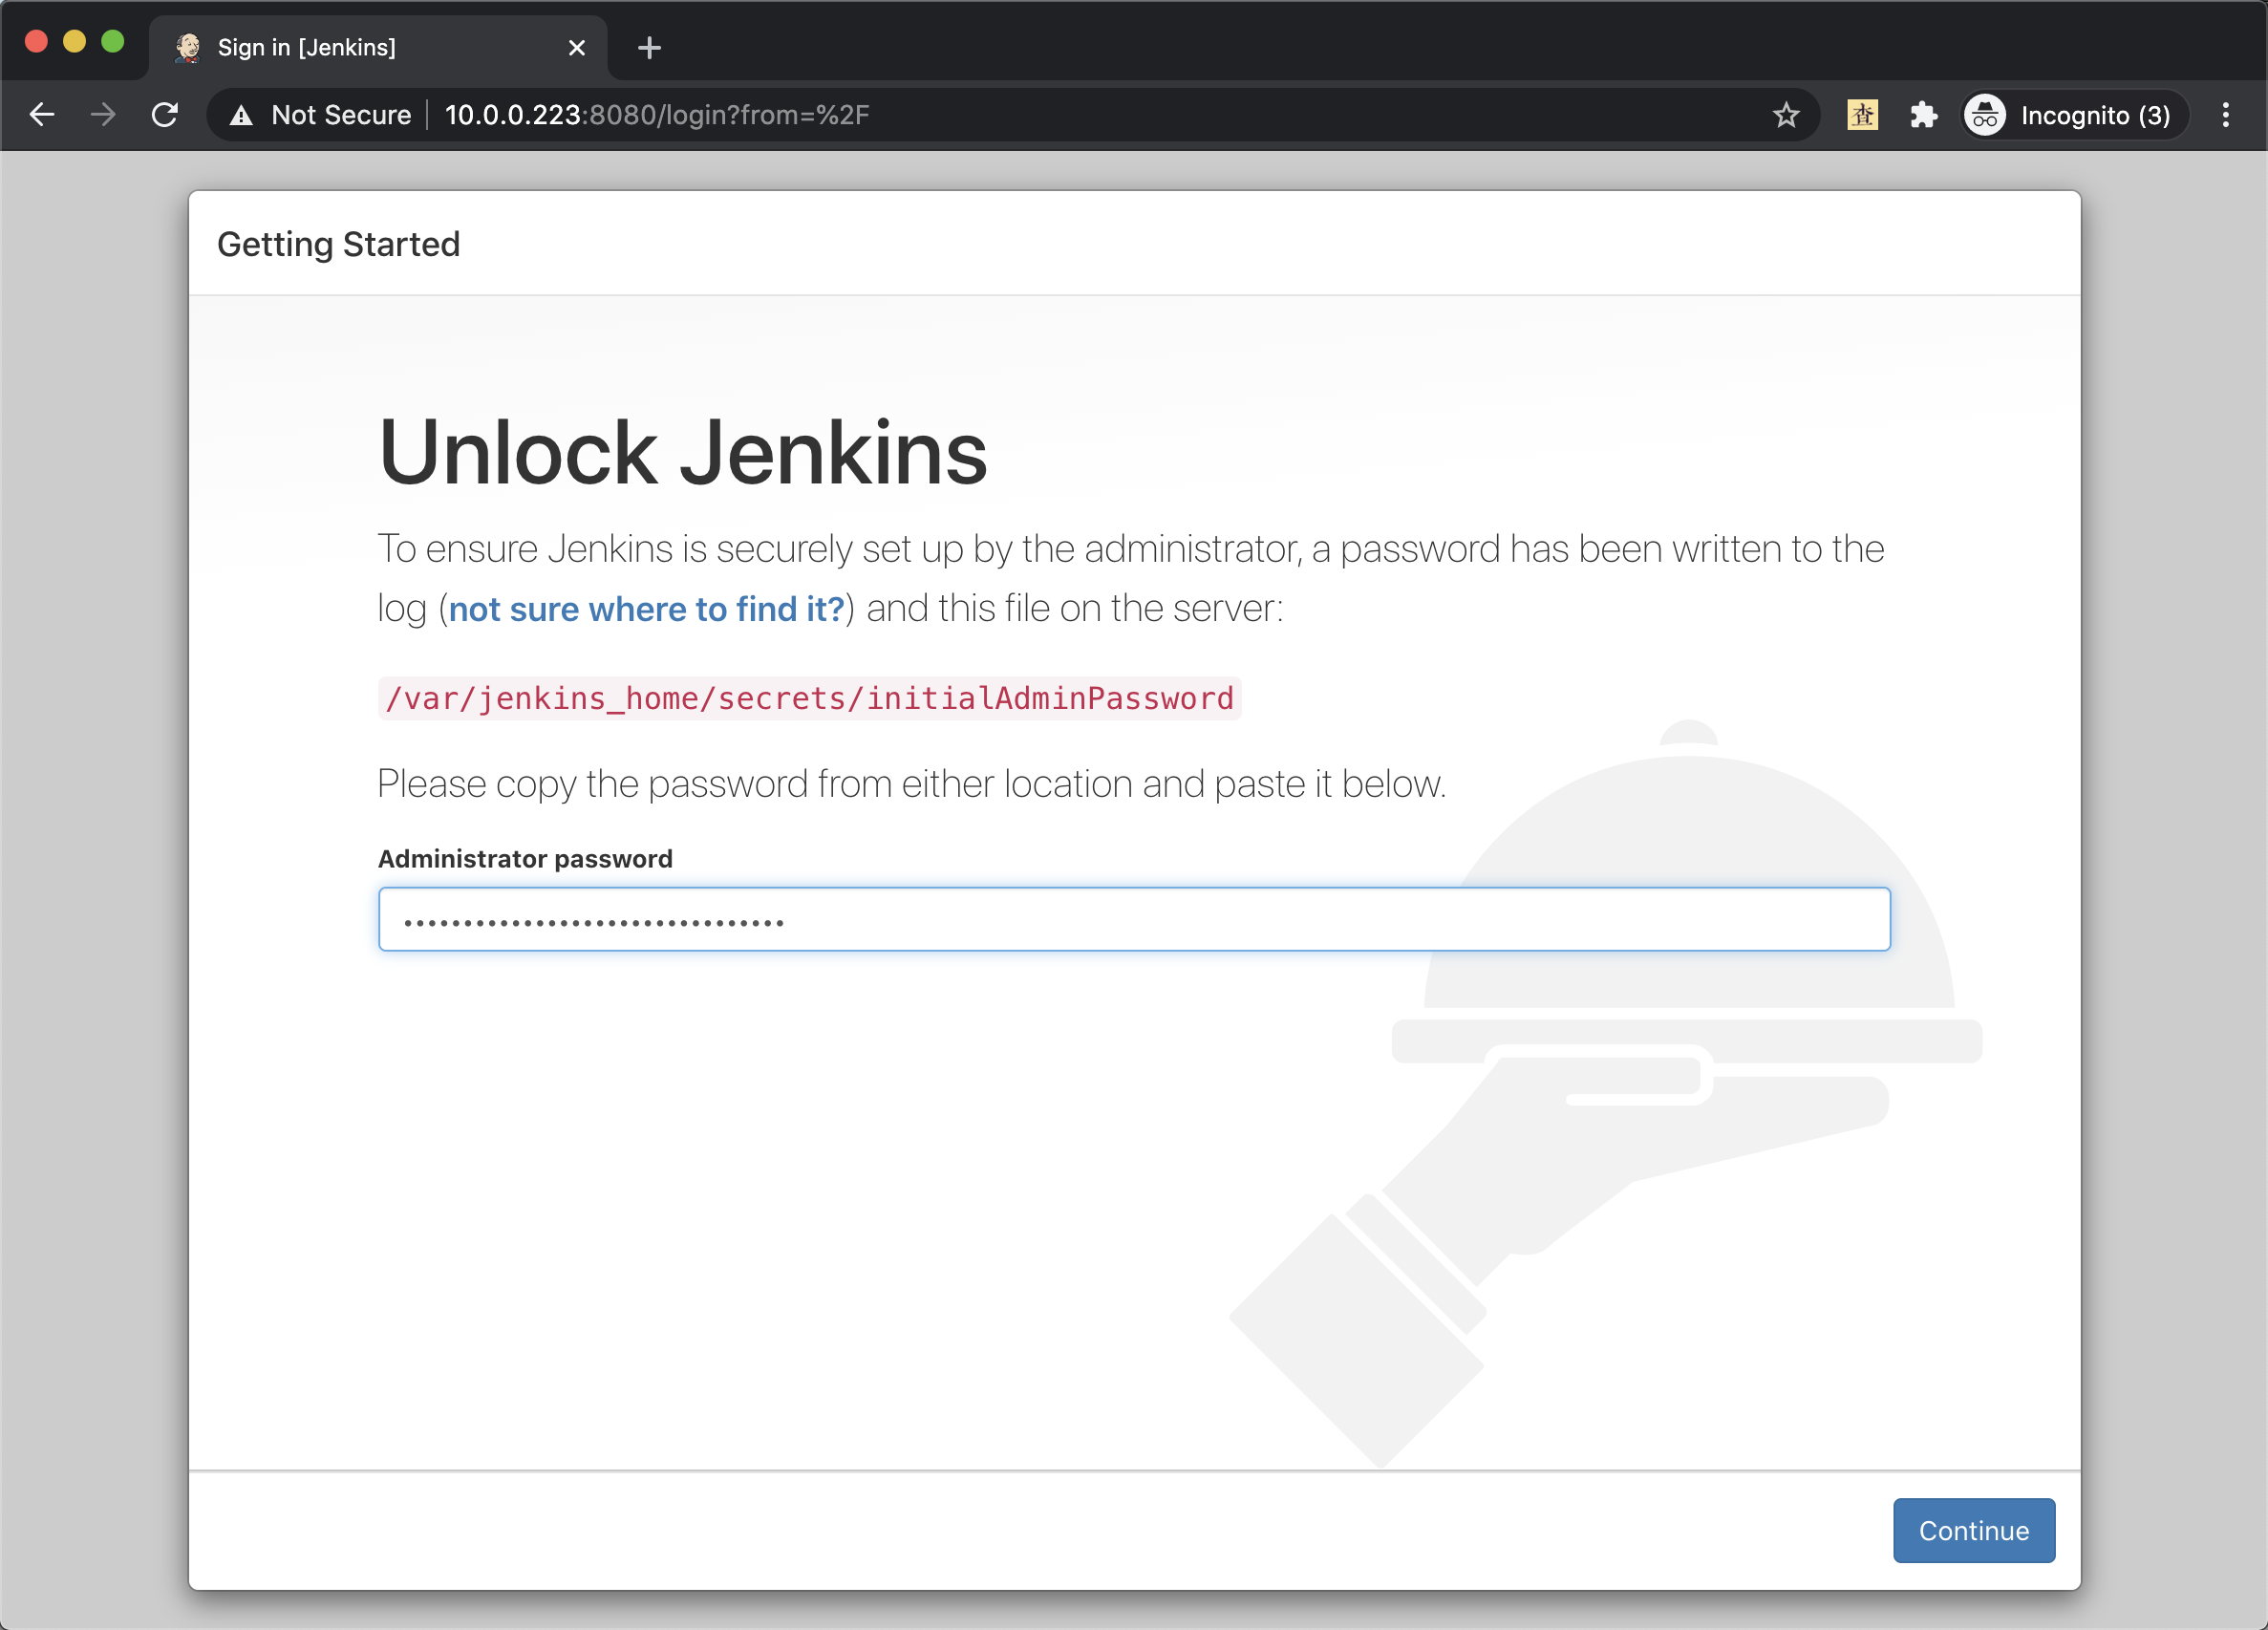 Sign in [Jenkins]
Not Secure 10.0.0.223:8080/login?from=%2F
查
Incognito (3)
Getting Started
Unlock Jenkins
To ensure Jenkins is securely set up by the administrator, a password has been written to the
log (not sure where to find it?) and this file on the server:
/var/jenkins_home/secrets/initialAdminPassword
Please copy the password from either location and paste it below.
Administrator password
••••••••••••••••••••••••••••••••
Continue